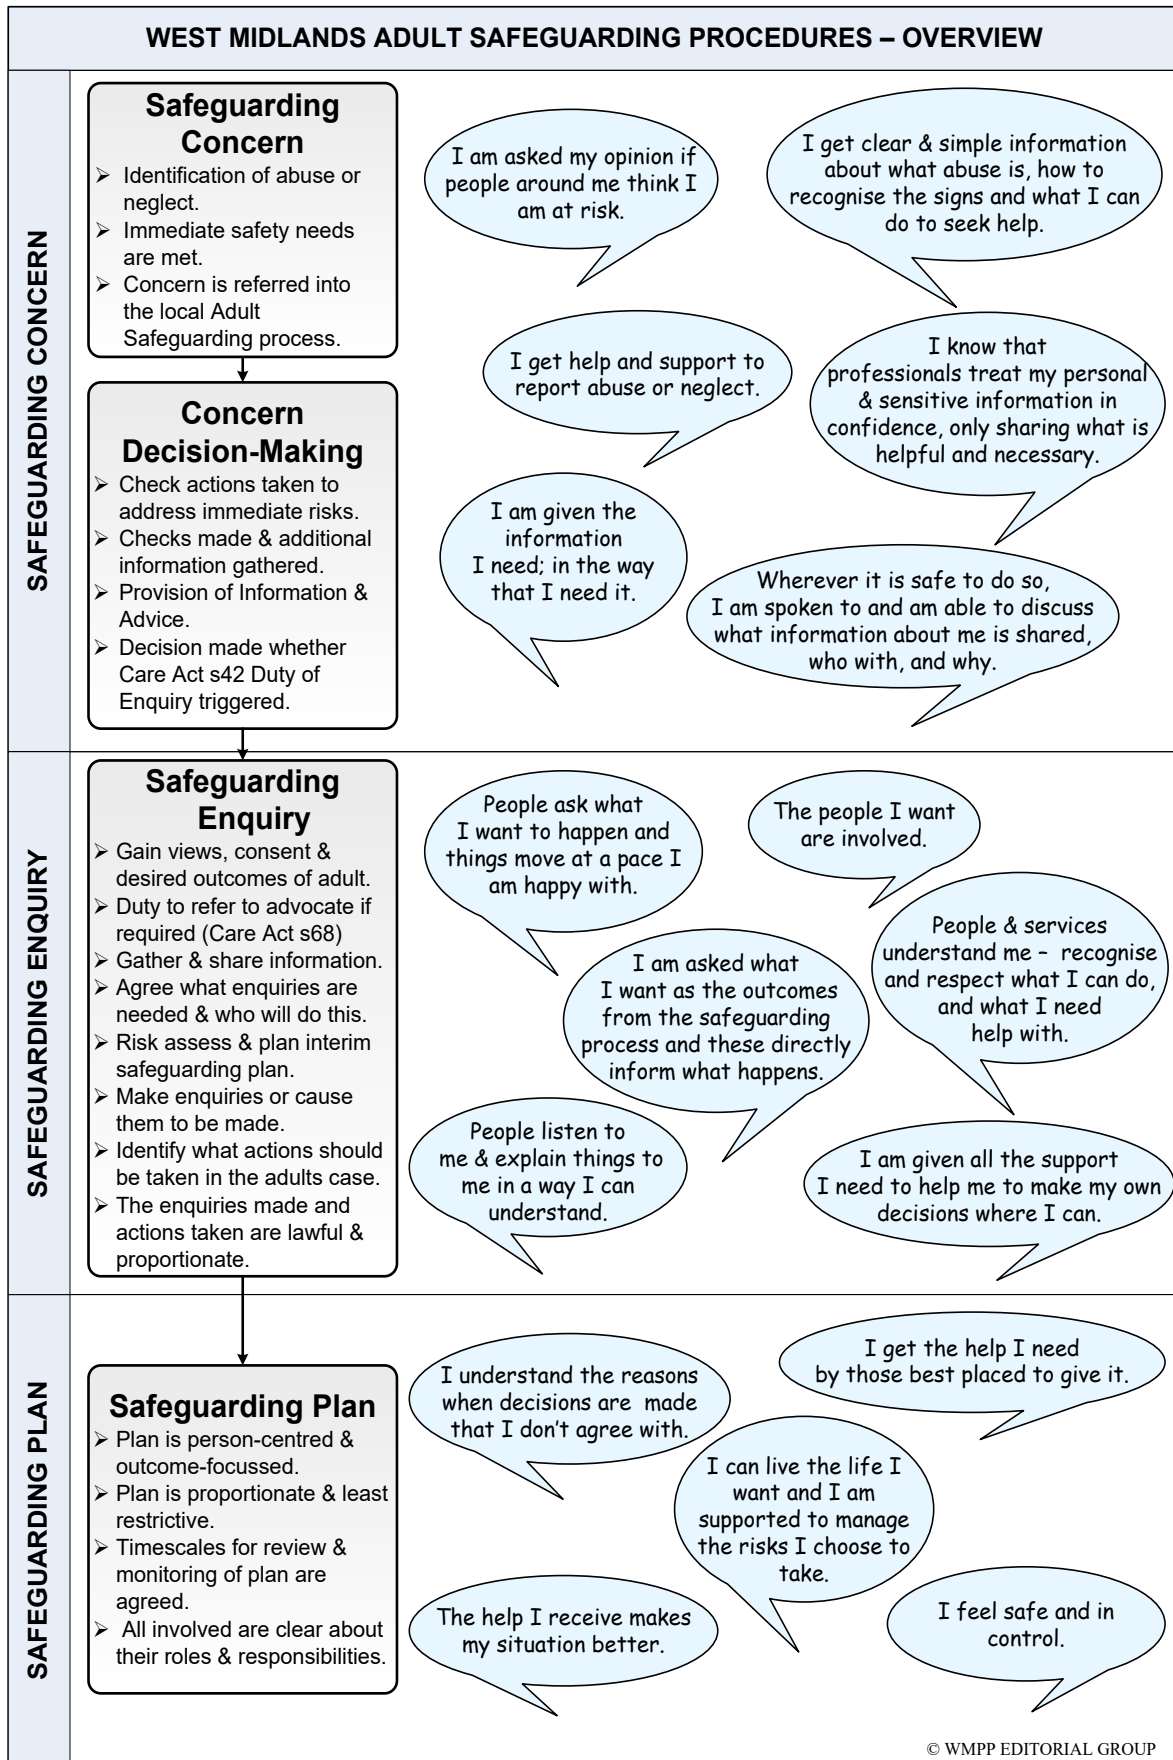 WEST MIDLANDS ADULT SAFEGUARDING PROCEDURES – OVERVIEW
SAFEGUARDING CONCERN
Safeguarding
Concern
➢ Identification of abuse or
neglect.
➢ Immediate safety needs
are met.
➢ Concern is referred into
the local Adult
Safeguarding process.
Concern
Decision-Making
➢ Check actions taken to
address immediate risks.
➢ Checks made & additional
information gathered.
➢ Provision of Information &
Advice.
➢ Decision made whether
Care Act s42 Duty of
Enquiry triggered.
I am asked my opinion if
people around me think I
am at risk.
I get clear & simple information
about what abuse is, how to
recognise the signs and what I can
do to seek help.
I get help and support to
report abuse or neglect.
I know that
professionals treat my personal
& sensitive information in
confidence, only sharing what is
helpful and necessary.
I am given the
information
I need; in the way
that I need it.
Wherever it is safe to do so,
I am spoken to and am able to discuss
what information about me is shared,
who with, and why.
SAFEGUARDING ENQUIRY
Safeguarding
Enquiry
➢ Gain views, consent &
desired outcomes of adult.
➢ Duty to refer to advocate if
required (Care Act s68)
➢ Gather & share information.
➢ Agree what enquiries are
needed & who will do this.
➢ Risk assess & plan interim
safeguarding plan.
➢ Make enquiries or cause
them to be made.
➢ Identify what actions should
be taken in the adults case.
➢ The enquiries made and
actions taken are lawful &
proportionate.
People ask what
I want to happen and
things move at a pace I
am happy with.
The people I want
are involved.
People & services
understand me – recognise
and respect what I can do,
and what I need
help with.
I am asked what
I want as the outcomes
from the safeguarding
process and these directly
inform what happens.
People listen to
me & explain things to
me in a way I can
understand.
I am given all the support
I need to help me to make my own
decisions where I can.
SAFEGUARDING PLAN
Safeguarding Plan
➢ Plan is person-centred &
outcome-focussed.
➢ Plan is proportionate & least
restrictive.
➢ Timescales for review &
monitoring of plan are
agreed.
➢ All involved are clear about
their roles & responsibilities.
I understand the reasons
when decisions are made
that I don't agree with.
I get the help I need
by those best placed to give it.
I can live the life I
want and I am
supported to manage
the risks I choose to
take.
The help I receive makes
my situation better.
I feel safe and in
control.
© WMPP EDITORIAL GROUP